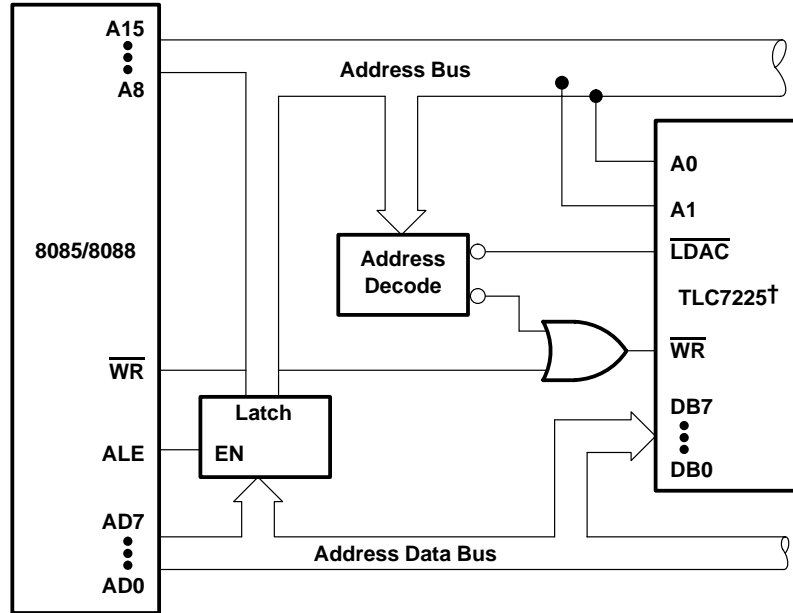 A15
A8
8085/8088
WR
ALE
AD7
AD0
Address Bus
Address
Decode
Latch
EN
Address Data Bus
A0
A1
LDAC
TLC7225†
WR
DB7
DB0